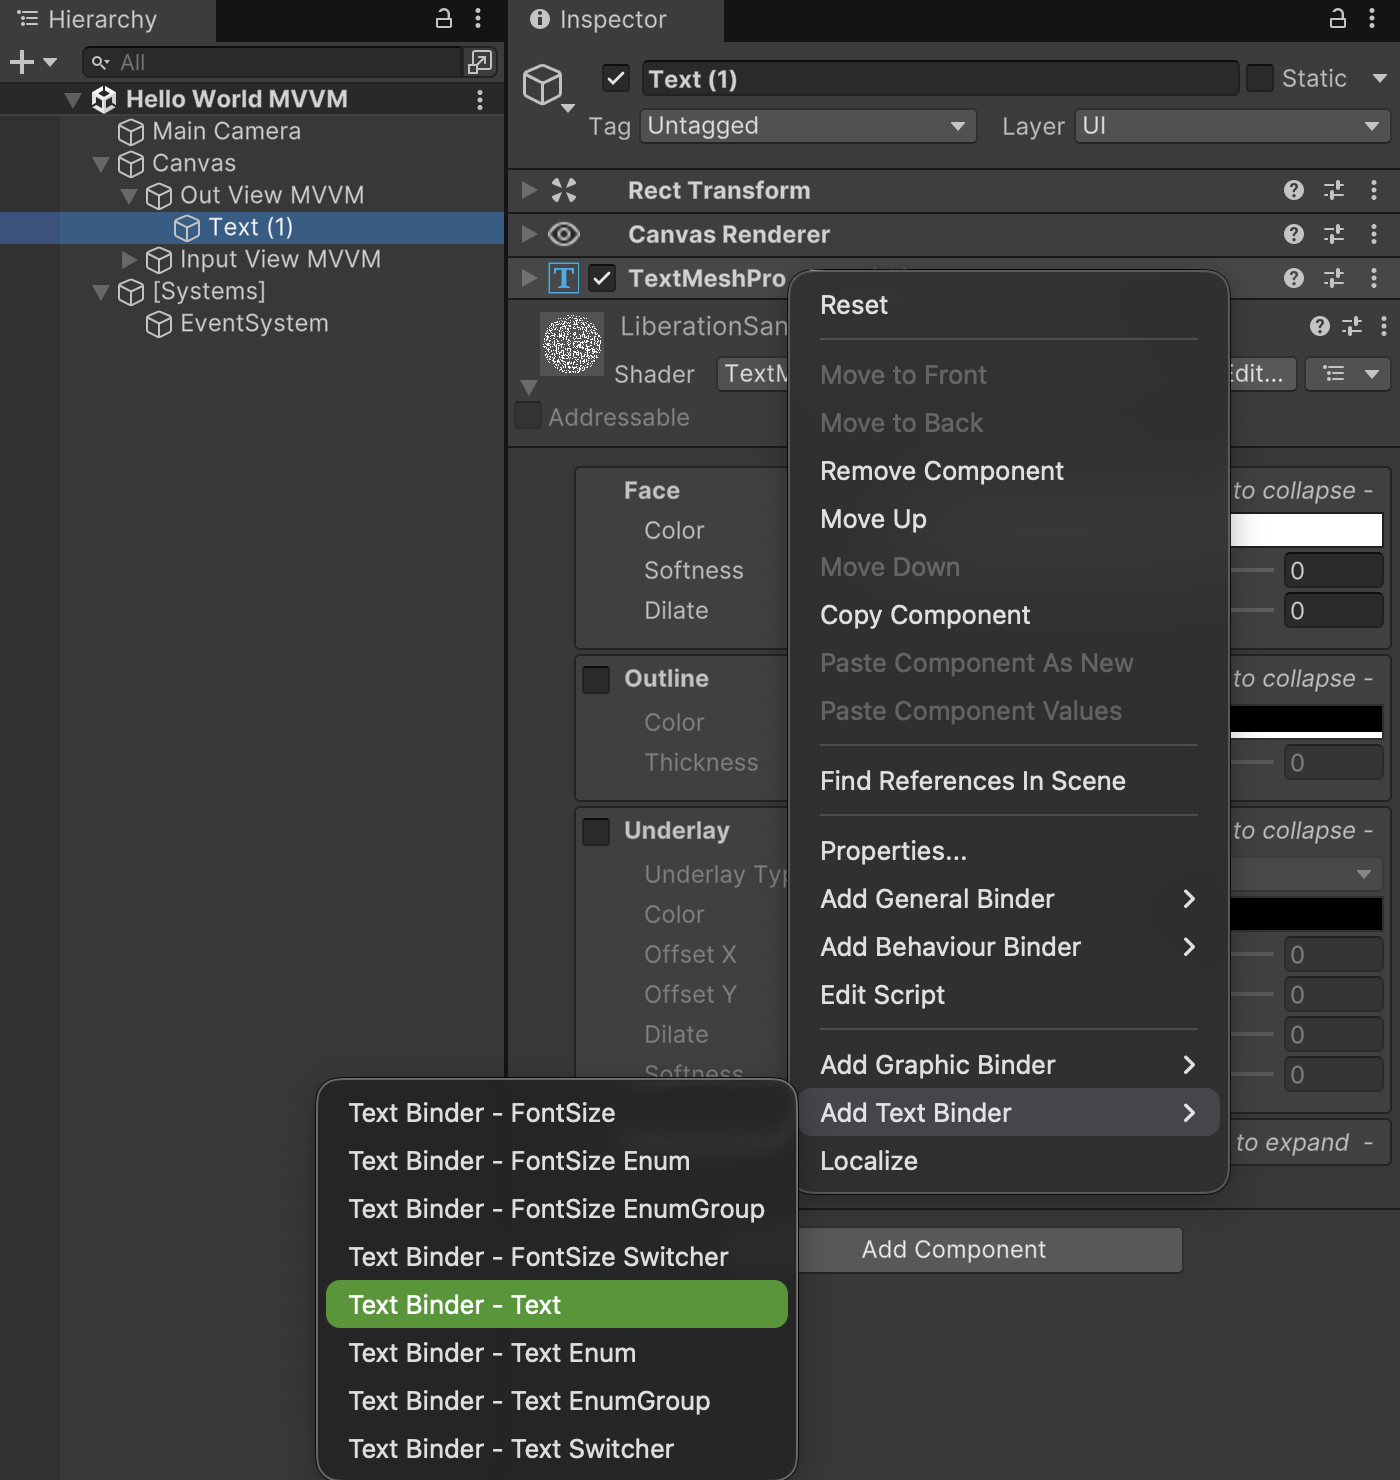 Hierarchy
All
Hello World MVVM
Main Camera
Canvas
Out View MVVM
Text (1)
Input View MVVM
[Systems]
EventSystem
Inspector
Text (1)
Static
Tag
Untagged
Layer
UI
Rect Transform
Canvas Renderer
T
TextMeshPro
LiberationSan
Shader
TextM
Edit...
Addressable
Face
to collapse -
Color
Softness
0
Dilate
0
Outline
to collapse -
Color
Thickness
0
Underlay
to collapse -
Underlay Typ
Color
Offset X
0
Offset Y
0
Dilate
0
Softness
0
to expand -
Add Component
Reset
Move to Front
Move to Back
Remove Component
Move Up
Move Down
Copy Component
Paste Component As New
Paste Component Values
Find References In Scene
Properties...
Add General Binder
Add Behaviour Binder
Edit Script
Add Graphic Binder
Add Text Binder
Localize
Text Binder - FontSize
Text Binder - FontSize Enum
Text Binder - FontSize EnumGroup
Text Binder - FontSize Switcher
Text Binder - Text
Text Binder - Text Enum
Text Binder - Text EnumGroup
Text Binder - Text Switcher